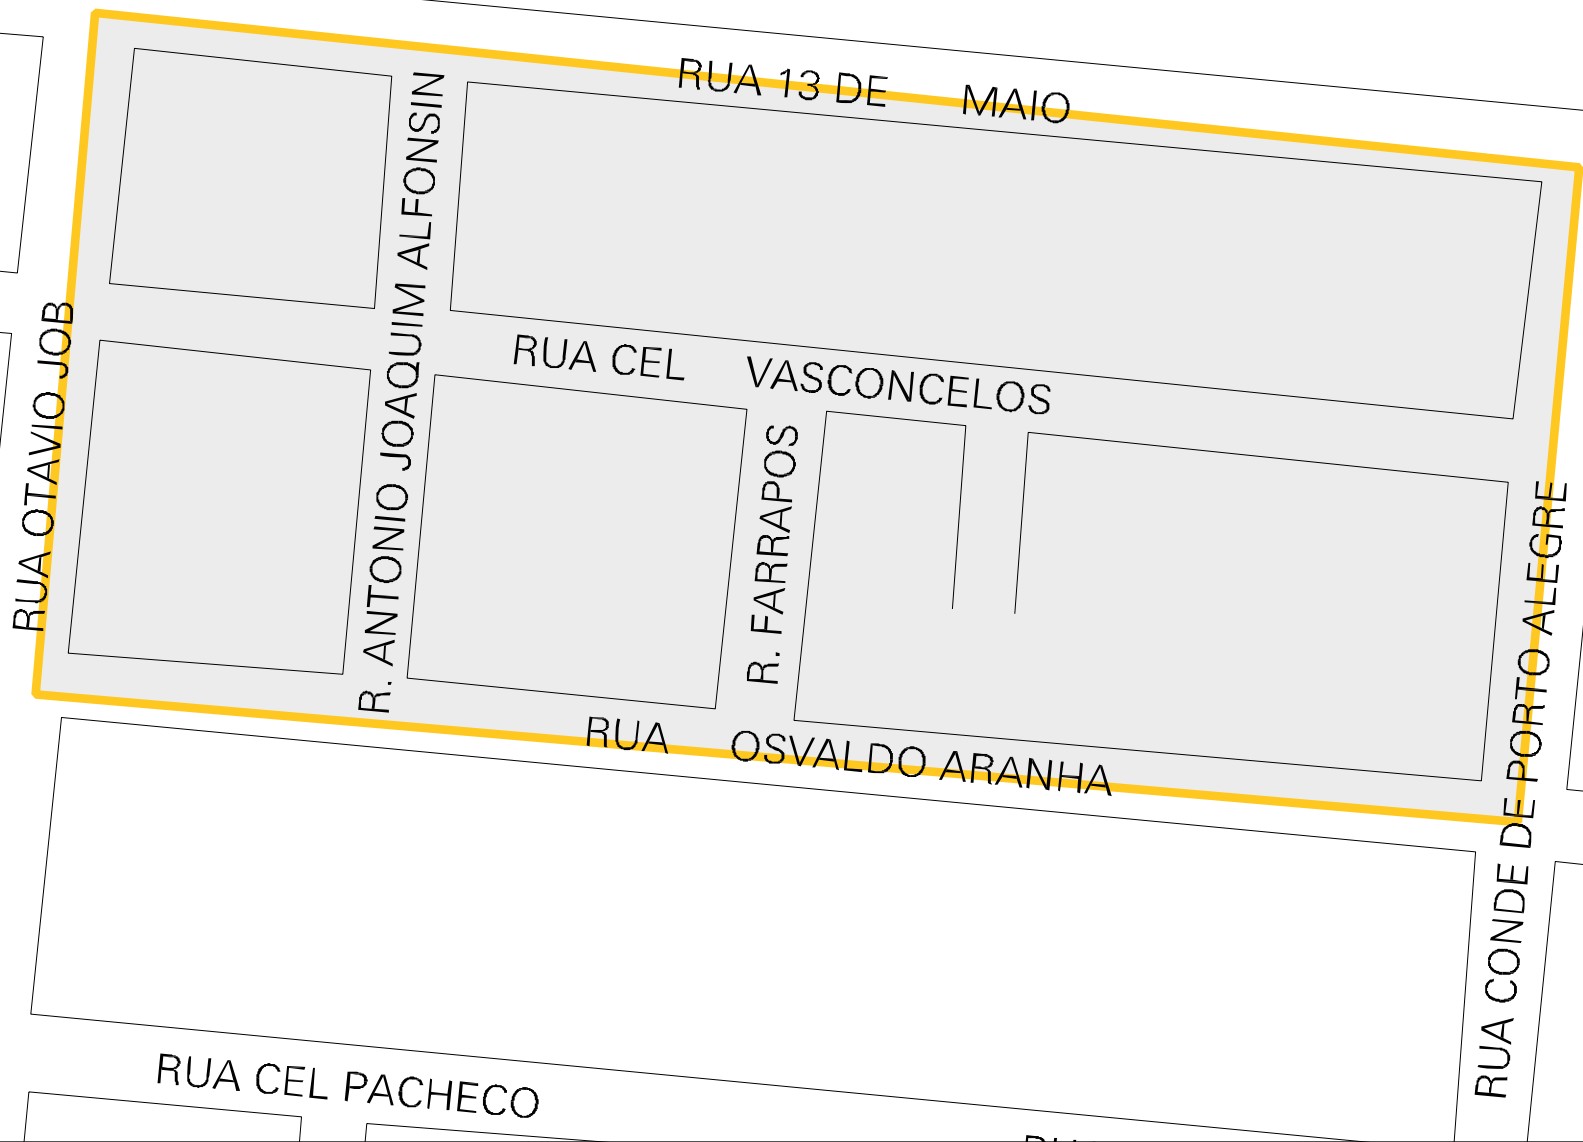 RUA 13 DE MAIO
R. ANTONIO JOAQUIM ALFONSIN
RUA OTAVIO JOB
RUA CEL VASCONCELOS
R. FARRAPOS
RUA CONDE DE PORTO ALEGRE
RUA OSVALDO ARANHA
RUA CEL PACHECO